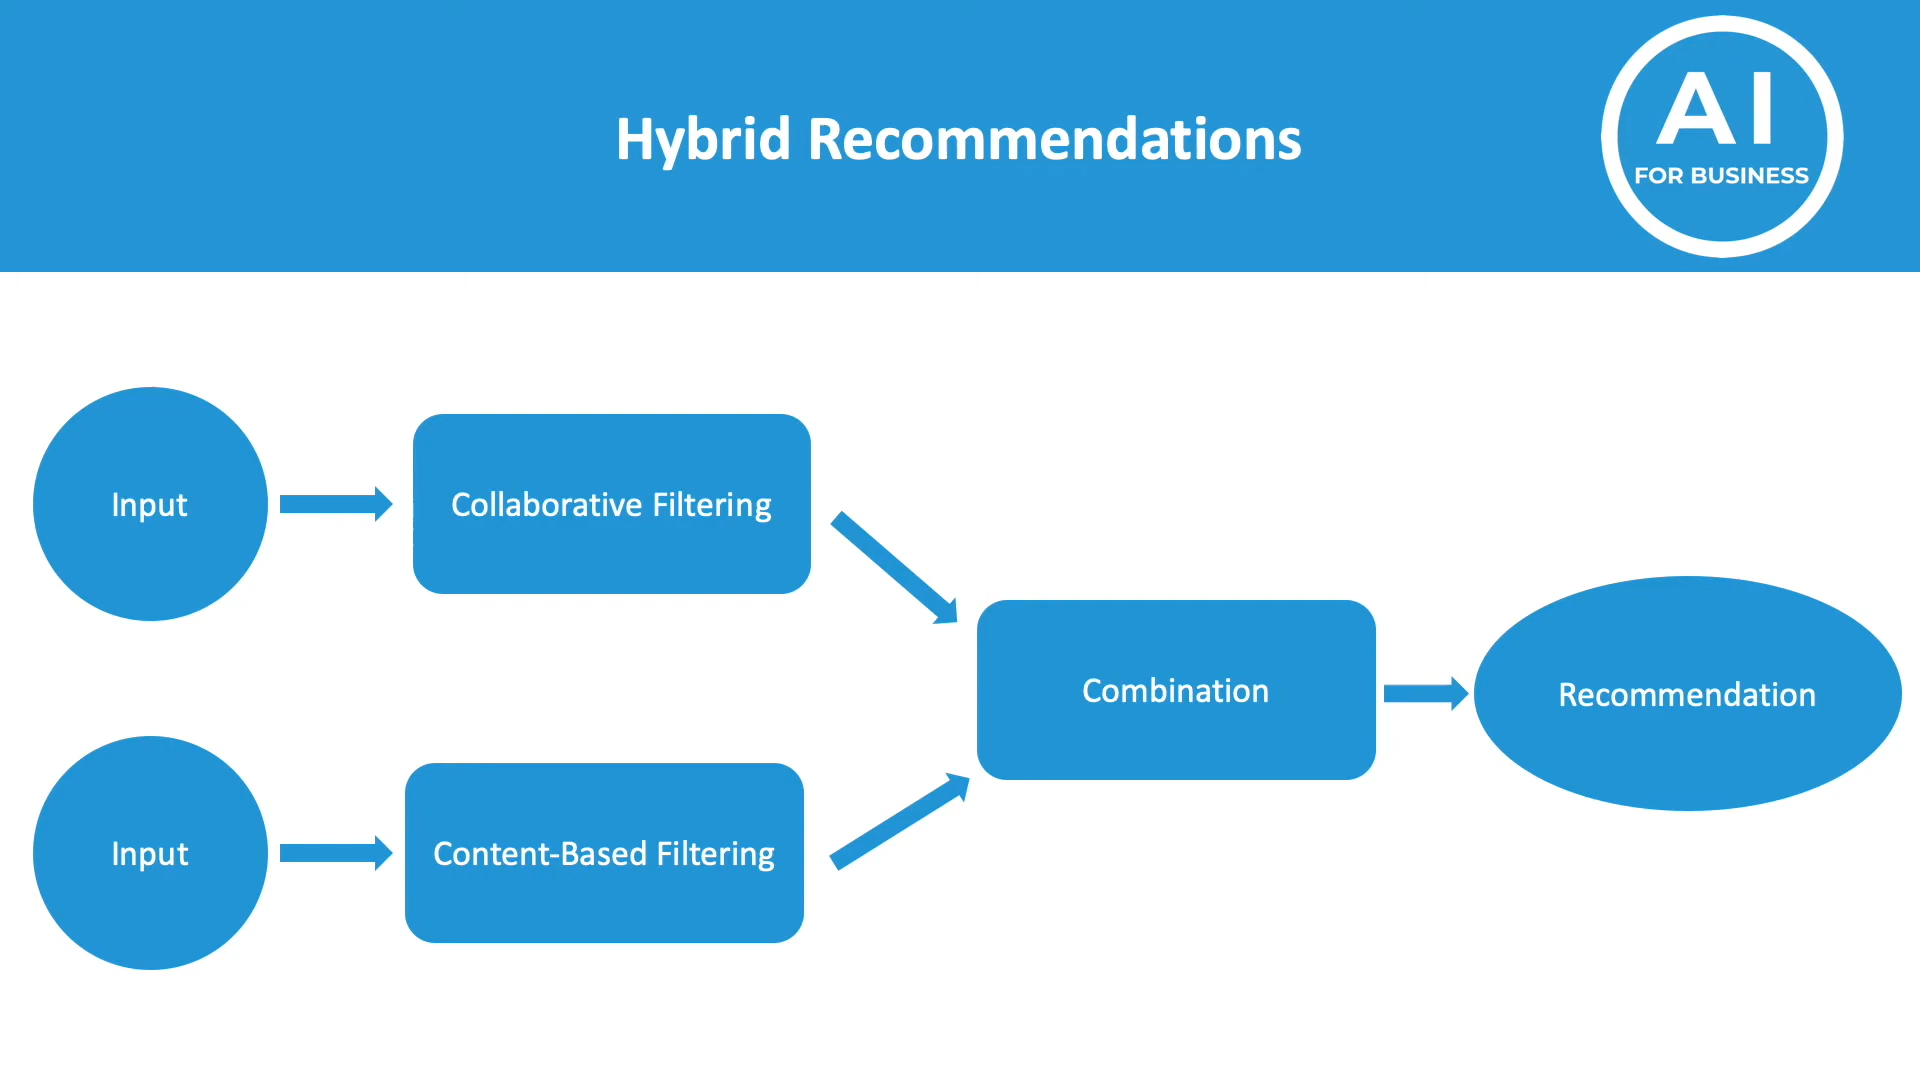 Hybrid Recommendations
AI
FOR BUSINESS
Input
Collaborative Filtering
Combination
Recommendation
Input
Content-Based Filtering